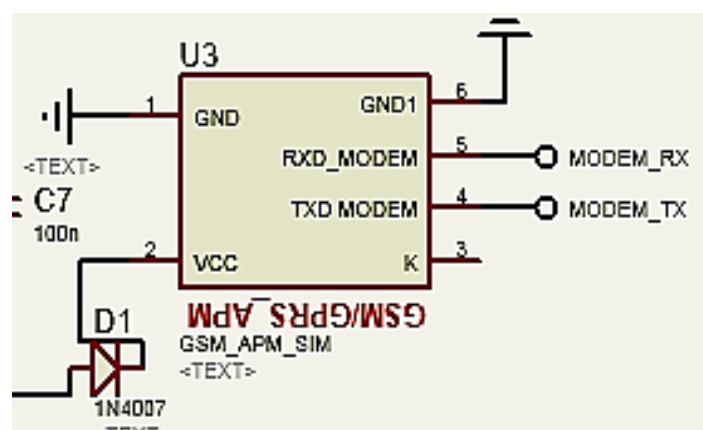 U3
1
GND
GND1
6
RXD_MODEM
5
MODEM_RX
<TEXT>
C7
100n
TXD MODEM
4
MODEM_TX
2
VCC
K
3
GSM/GPRS_APM
D1
GSM_APM_SIM
<TEXT>
1N4007